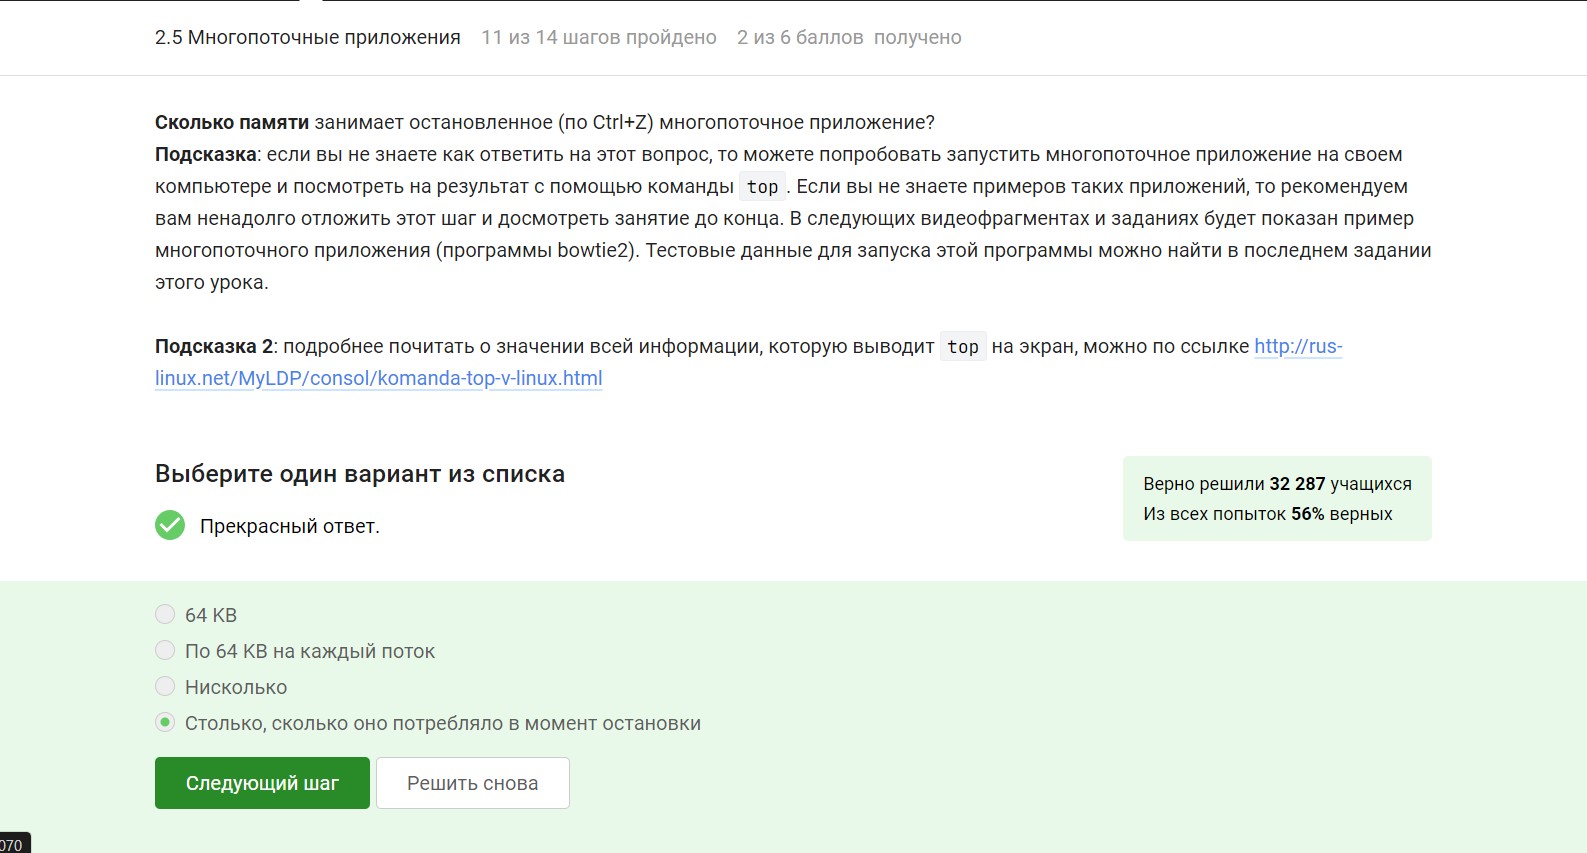 2.5 Многопоточные приложения 11 из 14 шагов пройдено 2 из 6 баллов получено
Сколько памяти занимает остановленное (по Ctrl+Z) многопоточное приложение?
Подсказка: если вы не знаете как ответить на этот вопрос, то можете попробовать запустить многопоточное приложение на своем
компьютере и посмотреть на результат с помощью команды top. Если вы не знаете примеров таких приложений, то рекомендуем
вам ненадолго отложить этот шаг и досмотреть занятие до конца. В следующих видеофрагментах и заданиях будет показан пример
многопоточного приложения (программы bowtie2). Тестовые данные для запуска этой программы можно найти в последнем задании
этого урока.
Подсказка 2: подробнее почитать о значении всей информации, которую выводит top на экран, можно по ссылке http://rus-
linux.net/MyLDP/consol/komanda-top-v-linux.html
Выберите один вариант из списка
Прекрасный ответ.
Верно решили 32 287 учащихся
Из всех попыток 56% верных
64 KB
По 64 KB на каждый поток
Нисколько
Столько, сколько оно потребляло в момент остановки
Следующий шаг
Решить снова
070